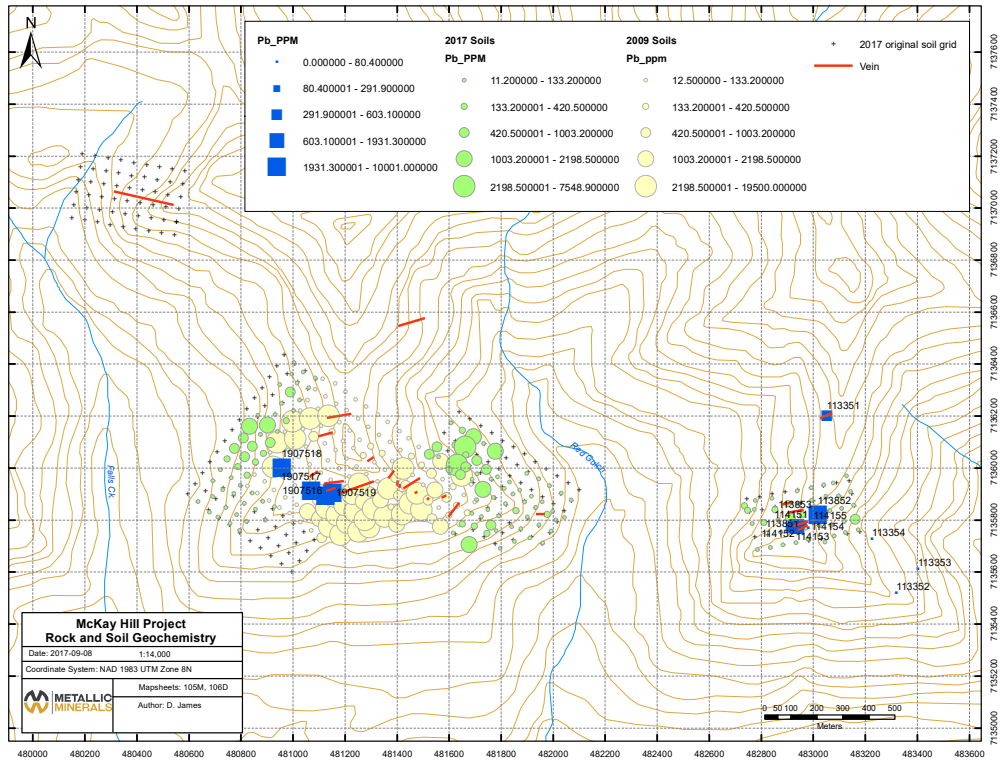 N
Pb_PPM
0.000000 - 80.400000
80.400001 - 291.900000
291.900001 - 603.100000
603.100001 - 1931.300000
1931.300001 - 10001.000000
2017 Soils
Pb_PPM
11.200000 - 133.200000
133.200001 - 420.500000
420.500001 - 1003.200000
1003.200001 - 2198.500000
2198.500001 - 7548.900000
2009 Soils
Pb_ppm
12.500000 - 133.200000
133.200001 - 420.500000
420.500001 - 1003.200000
1003.200001 - 2198.500000
2198.500001 - 19500.000000
2017 original soil grid
Vein
7137600
7137400
7137200
7137000
7136800
7136600
7136400
7136200
7136000
7135800
7135600
7135400
7135200
7135000
113351
1907518
1907517
1907516
1907519
Falls Ck.
Red Gulch
113852
113853
114151
114155
113851
114154
114152
114153
113354
113353
113352
McKay Hill Project
Rock and Soil Geochemistry
Date: 2017-09-08 1:14,000
Coordinate System: NAD 1983 UTM Zone 8N
METALLIC
MINERALS
Mapsheets: 105M, 106D
Author: D. James
0 50 100 200 300 400 500
Meters
480000 480200 480400 480600 480800 481000 481200 481400 481600 481800 482000 482200 482400 482600 482800 483000 483200 483400 483600